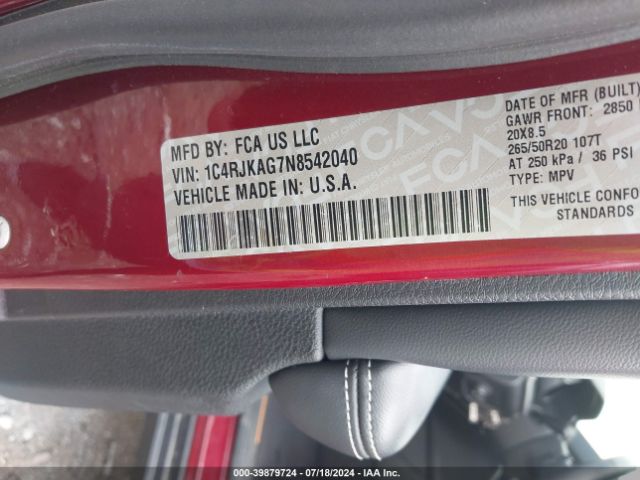 MFD BY: FCA US LLC
VIN: 1C4RJKAG7N8542040
VEHICLE MADE IN: U.S.A.
DATE OF MFR (BUILT)
GAWR FRONT: 2850
20X8.5
265/50R20 107T
AT 250 kPa / 36 PSI
TYPE: MPV
THIS VEHICLE CONFO
STANDARDS
000-39879724 - 07/18/2024 - IAA Inc.